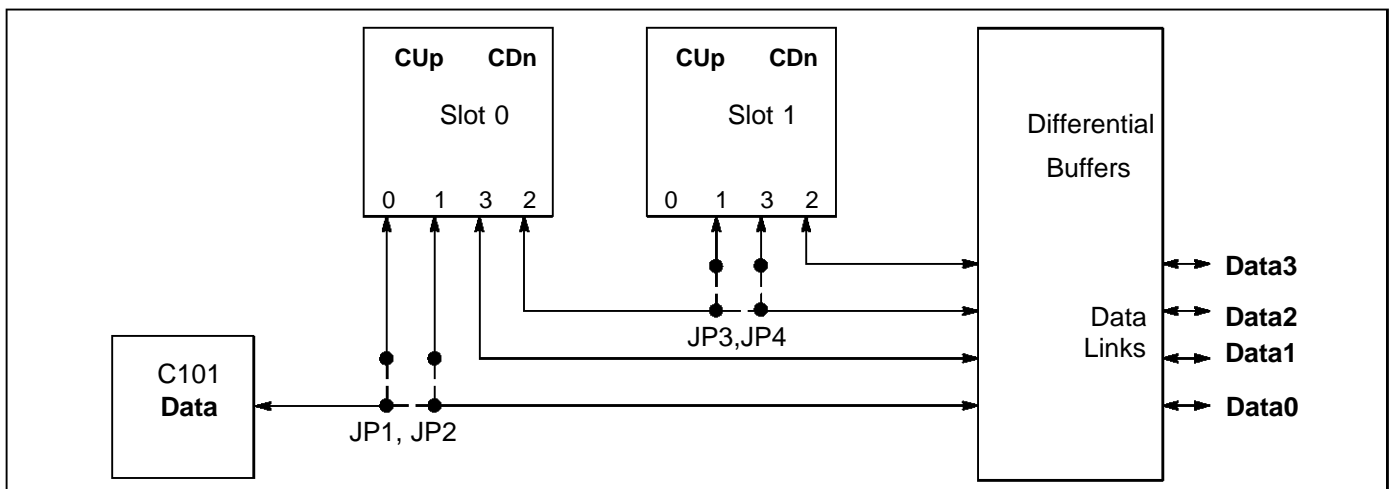 CUp CDn
Slot 0
0 1 3 2
CUp CDn
Slot 1
0 1 3 2
Differential
Buffers
Data
Links
Data3
Data2
Data1
Data0
JP3,JP4
C101
Data
JP1, JP2